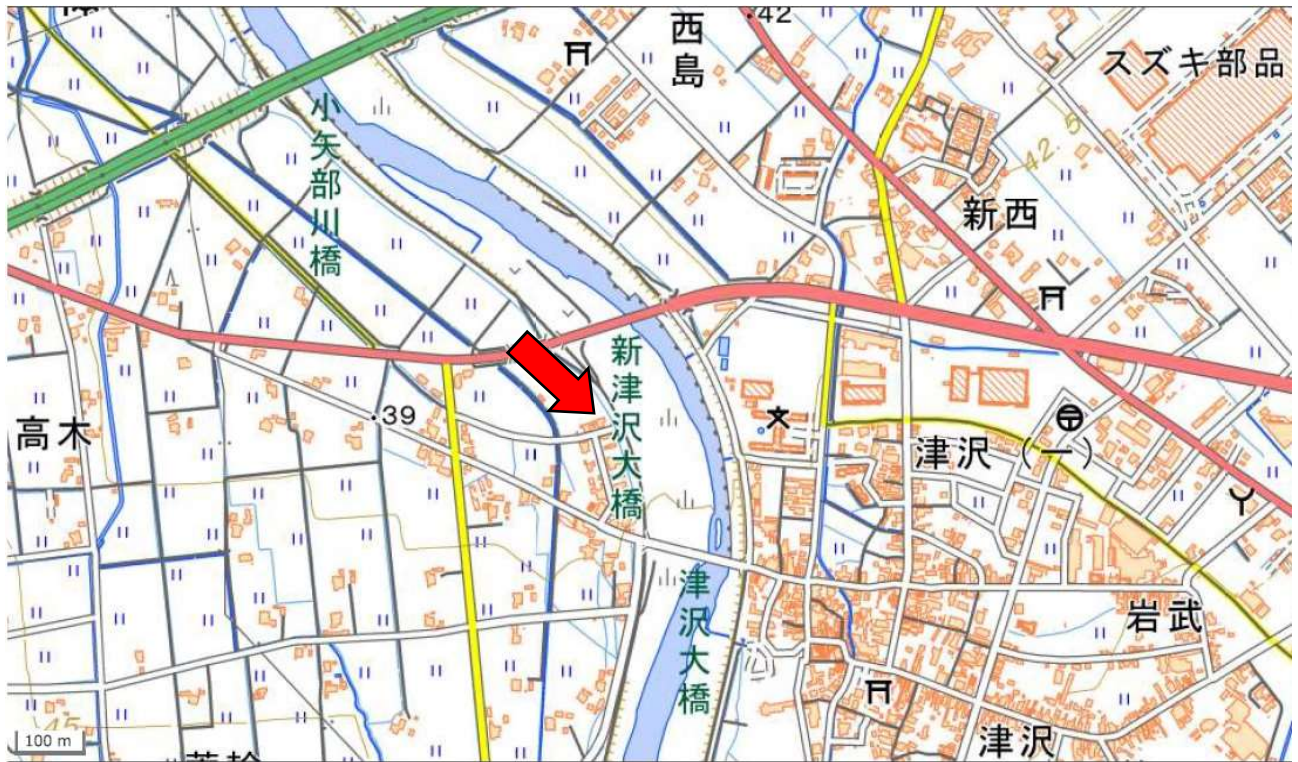 ・42
西島
スズキ部品
小矢部川橋
42.5
新西
新津沢大橋
・39
高木
津沢(一)
津沢大橋
岩武
45
津沢
100 m